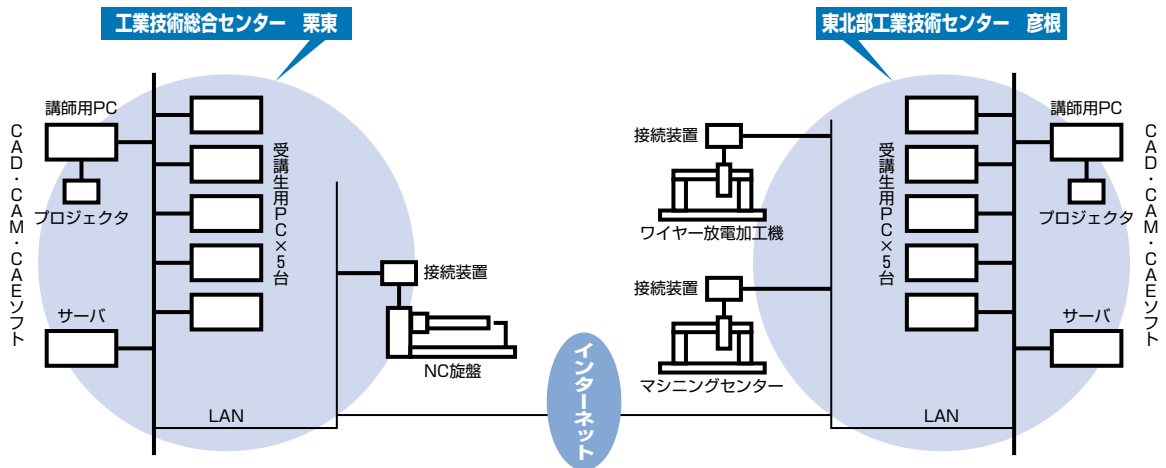 工業技術総合センター　栗東
東北部工業技術センター　彦根
講師用PC
プロジェクタ
CAD・CAM・CAEソフト
サーバ
受講生用PC×5台
接続装置
NC旋盤
LAN
インターネット
接続装置
ワイヤー放電加工機
接続装置
マシニングセンター
受講生用PC×5台
LAN
講師用PC
プロジェクタ
CAD・CAM・CAEソフト
サーバ